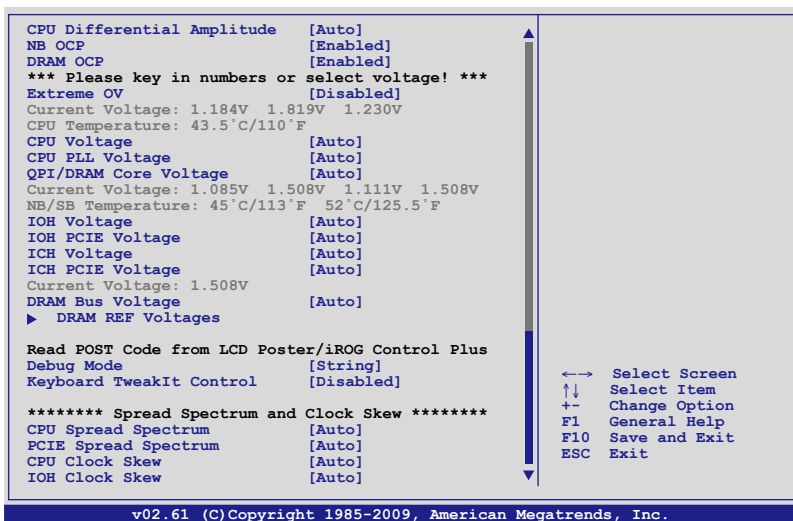 CPU Differential Amplitude [Auto]
NB OCP [Enabled]
DRAM OCP [Enabled]
*** Please key in numbers or select voltage! ***
Extreme OV [Disabled]
Current Voltage: 1.184V 1.819V 1.230V
CPU Temperature: 43.5˚C/110˚F
CPU Voltage [Auto]
CPU PLL Voltage [Auto]
QPI/DRAM Core Voltage [Auto]
Current Voltage: 1.085V 1.508V 1.111V 1.508V
NB/SB Temperature: 45˚C/113˚F 52˚C/125.5˚F
IOH Voltage [Auto]
IOH PCIE Voltage [Auto]
ICH Voltage [Auto]
ICH PCIE Voltage [Auto]
Current Voltage: 1.508V
DRAM Bus Voltage [Auto]
DRAM REF Voltages
Read POST Code from LCD Poster/iROG Control Plus
Debug Mode [String]
Keyboard TweakIt Control [Disabled]
******** Spread Spectrum and Clock Skew ********
CPU Spread Spectrum [Auto]
PCIE Spread Spectrum [Auto]
CPU Clock Skew [Auto]
IOH Clock Skew [Auto]
←→ Select Screen
↑↓ Select Item
+- Change Option
F1 General Help
F10 Save and Exit
ESC Exit
v02.61 (C)Copyright 1985-2009, American Megatrends, Inc.